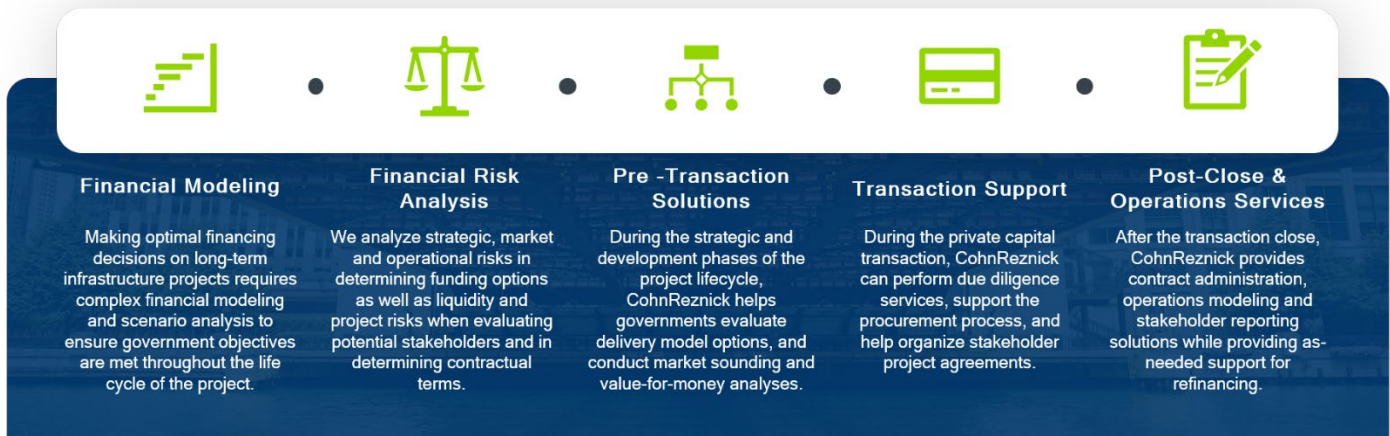 Financial Modeling
Making optimal financing
decisions on long-term
infrastructure projects requires
complex financial modeling
and scenario analysis to
ensure government objectives
are met throughout the life
cycle of the project.
Financial Risk
Analysis
We analyze strategic, market
and operational risks in
determining funding options
as well as liquidity and
project risks when evaluating
potential stakeholders and in
determining contractual
terms.
Pre -Transaction
Solutions
During the strategic and
development phases of the
project lifecycle,
CohnReznick helps
governments evaluate
delivery model options, and
conduct market sounding and
value-for-money analyses.
Transaction Support
During the private capital
transaction, CohnReznick
can perform due diligence
services, support the
procurement process, and
help organize stakeholder
project agreements.
Post-Close &
Operations Services
After the transaction close,
CohnReznick provides
contract administration,
operations modeling and
stakeholder reporting
solutions while providing as-
needed support for
refinancing.